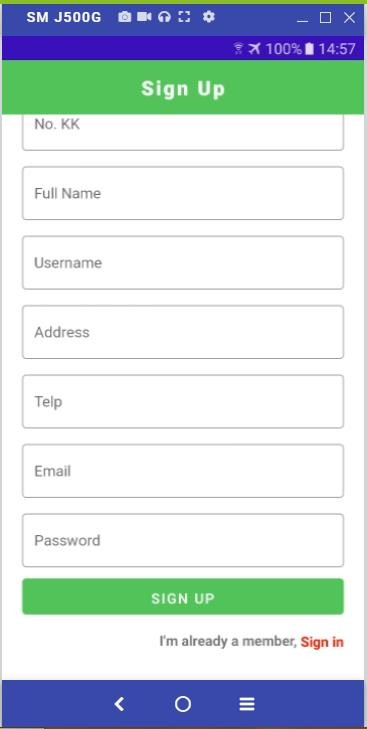 SM J500G
100% 14:57
Sign Up
No. KK
Full Name
Username
Address
Telp
Email
Password
SIGN UP
I'm already a member, Sign in